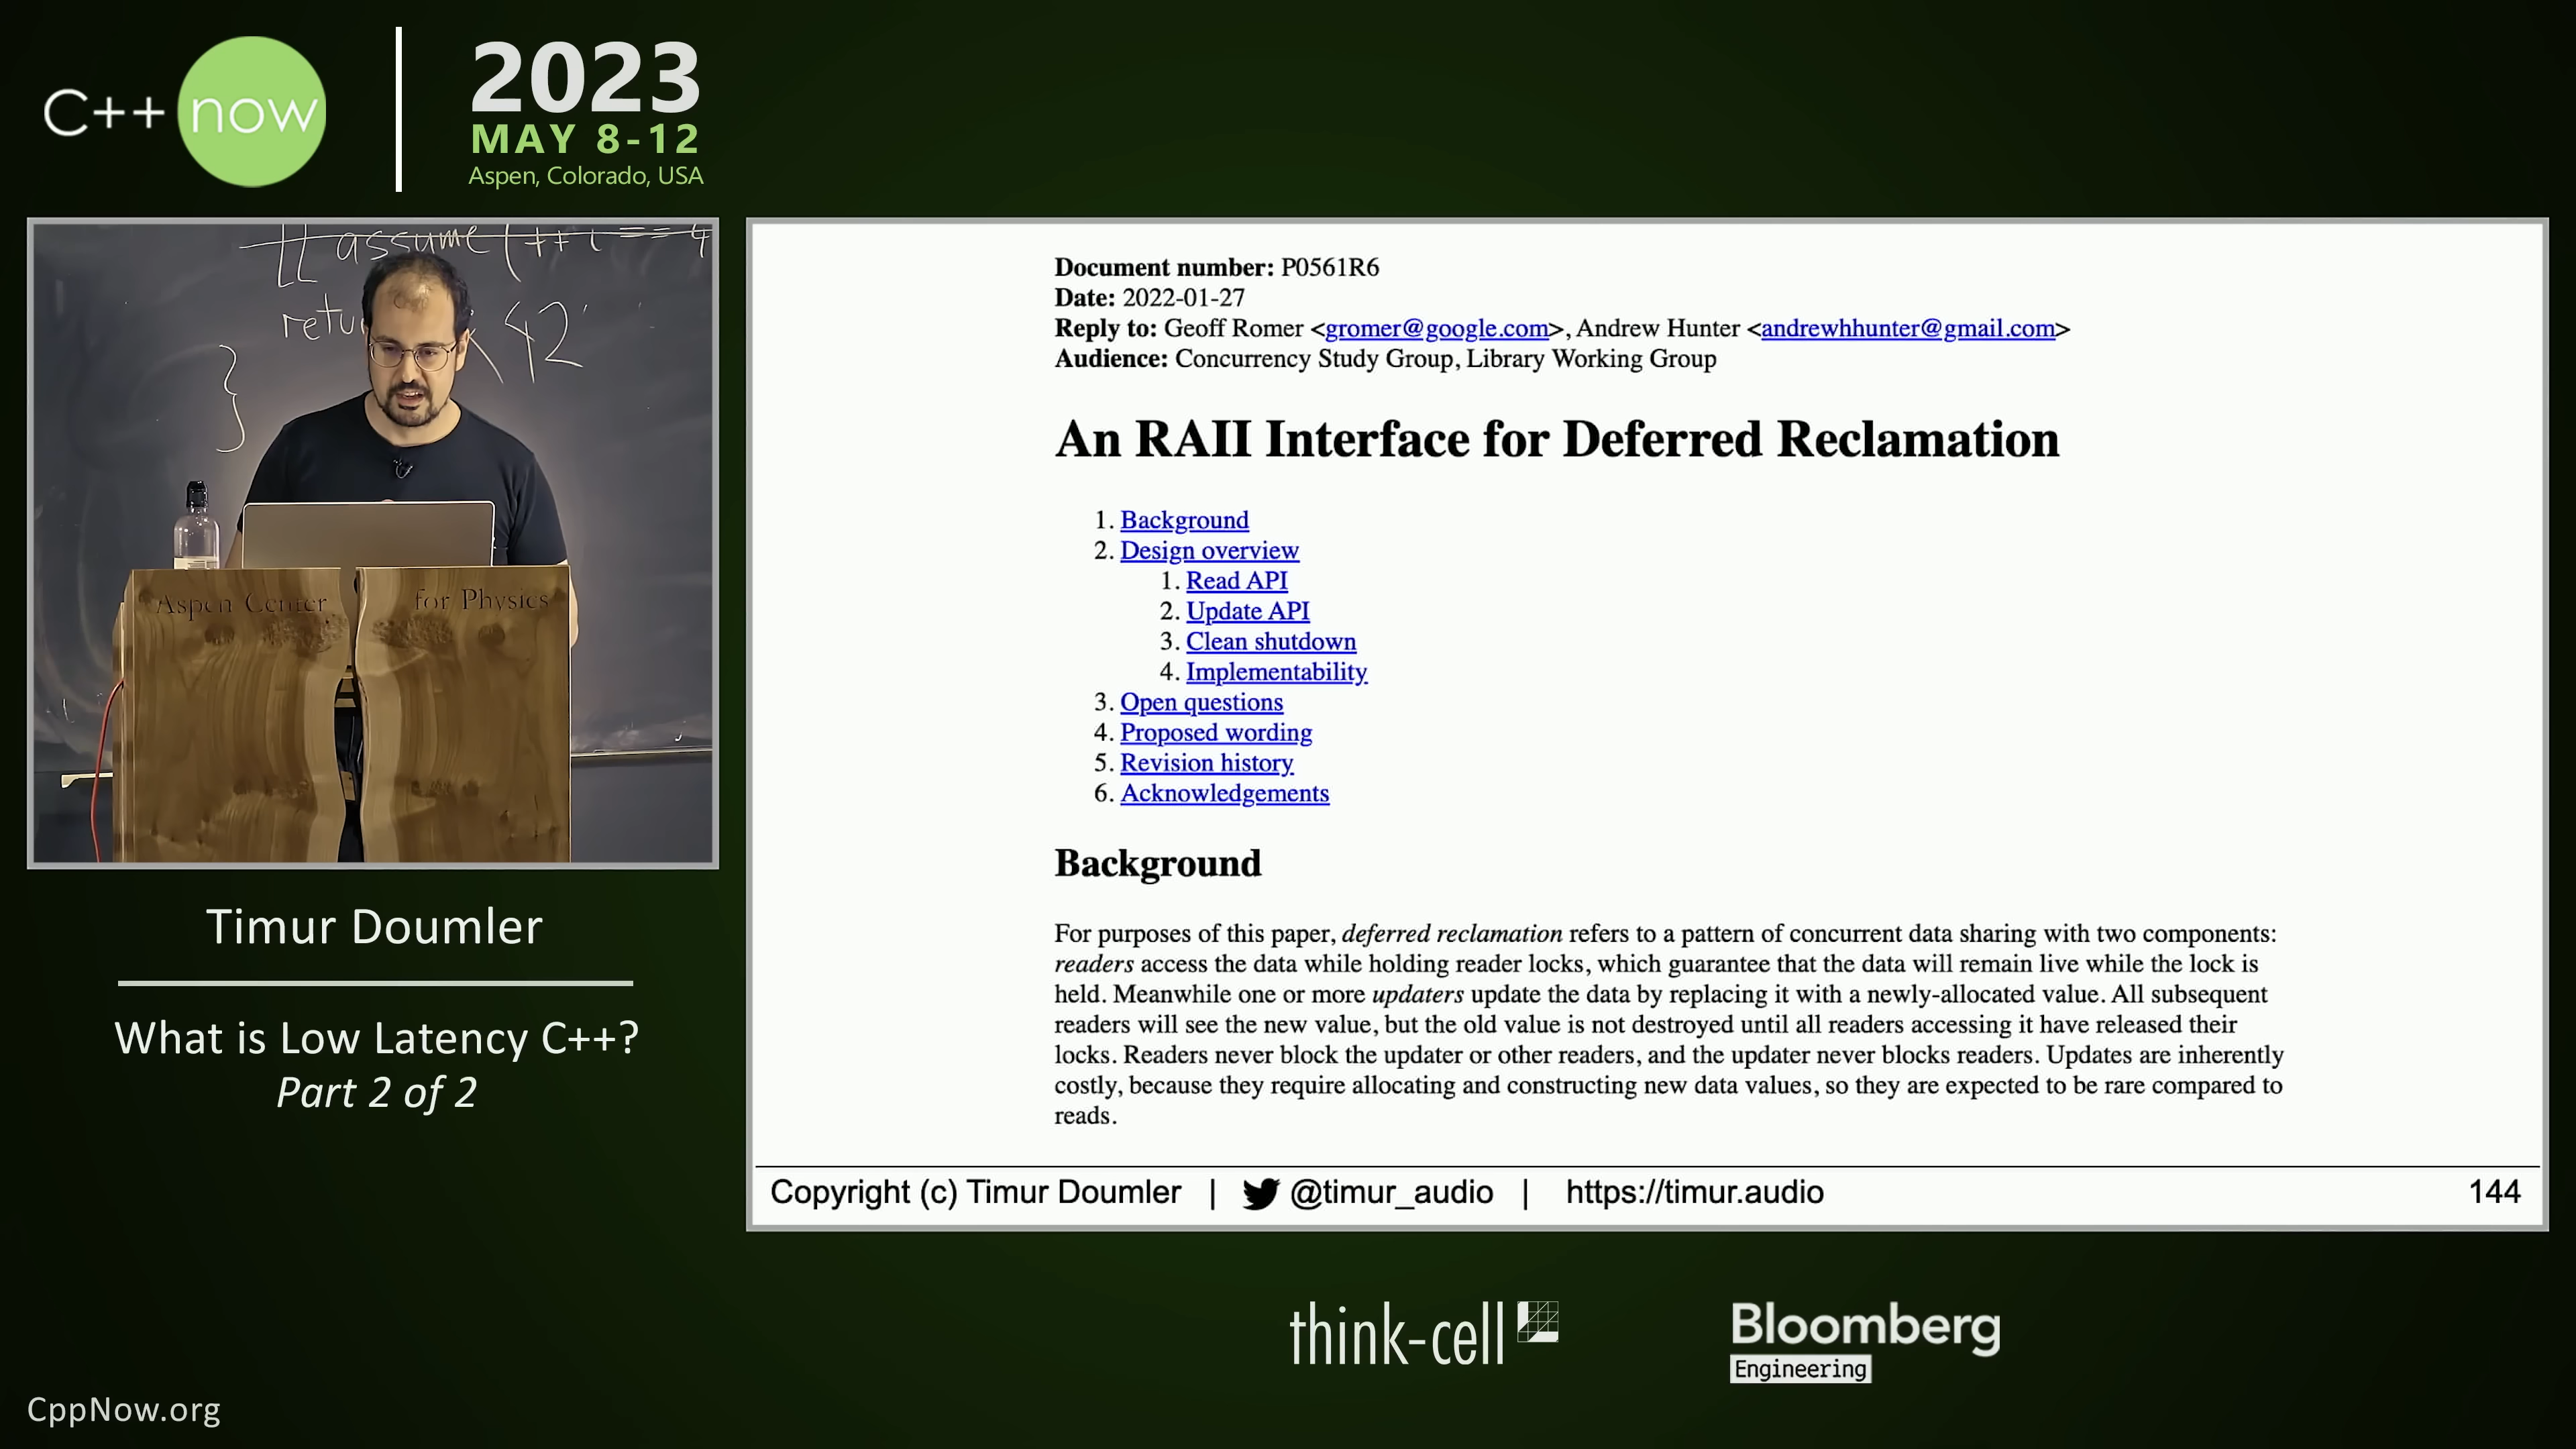 C++ now
2023
MAY 8-12
Aspen, Colorado, USA
[[ assume (++i == 4
retu
42
}
Aspen Center for Physics
Timur Doumler
What is Low Latency C++?
Part 2 of 2
Document number: P0561R6
Date: 2022-01-27
Reply to: Geoff Romer <gromer@google.com>, Andrew Hunter <andrewhhunter@gmail.com>
Audience: Concurrency Study Group, Library Working Group
An RAII Interface for Deferred Reclamation
1. Background
2. Design overview
1. Read API
2. Update API
3. Clean shutdown
4. Implementability
3. Open questions
4. Proposed wording
5. Revision history
6. Acknowledgements
Background
For purposes of this paper, deferred reclamation refers to a pattern of concurrent data sharing with two components:
readers access the data while holding reader locks, which guarantee that the data will remain live while the lock is
held. Meanwhile one or more updaters update the data by replacing it with a newly-allocated value. All subsequent
readers will see the new value, but the old value is not destroyed until all readers accessing it have released their
locks. Readers never block the updater or other readers, and the updater never blocks readers. Updates are inherently
costly, because they require allocating and constructing new data values, so they are expected to be rare compared to
reads.
Copyright (c) Timur Doumler | @timur_audio | https://timur.audio 144
think-cell
Bloomberg
Engineering
CppNow.org